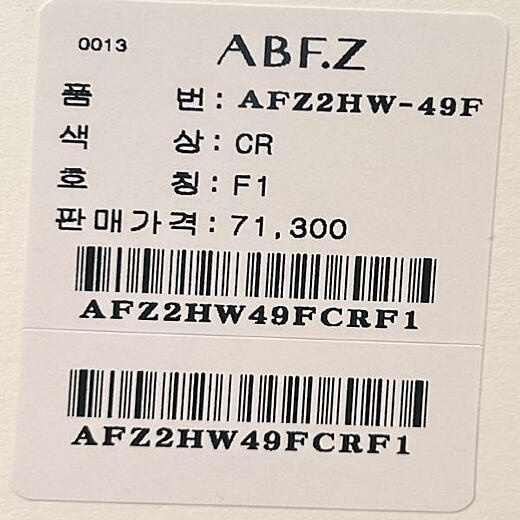 0013 ABF.Z
품 번 : AFZ2HW-49F
색 상 : CR
호 칭 : F1
판매가격 : 71,300
AFZ2HW49FCRF1
AFZ2HW49FCRF1